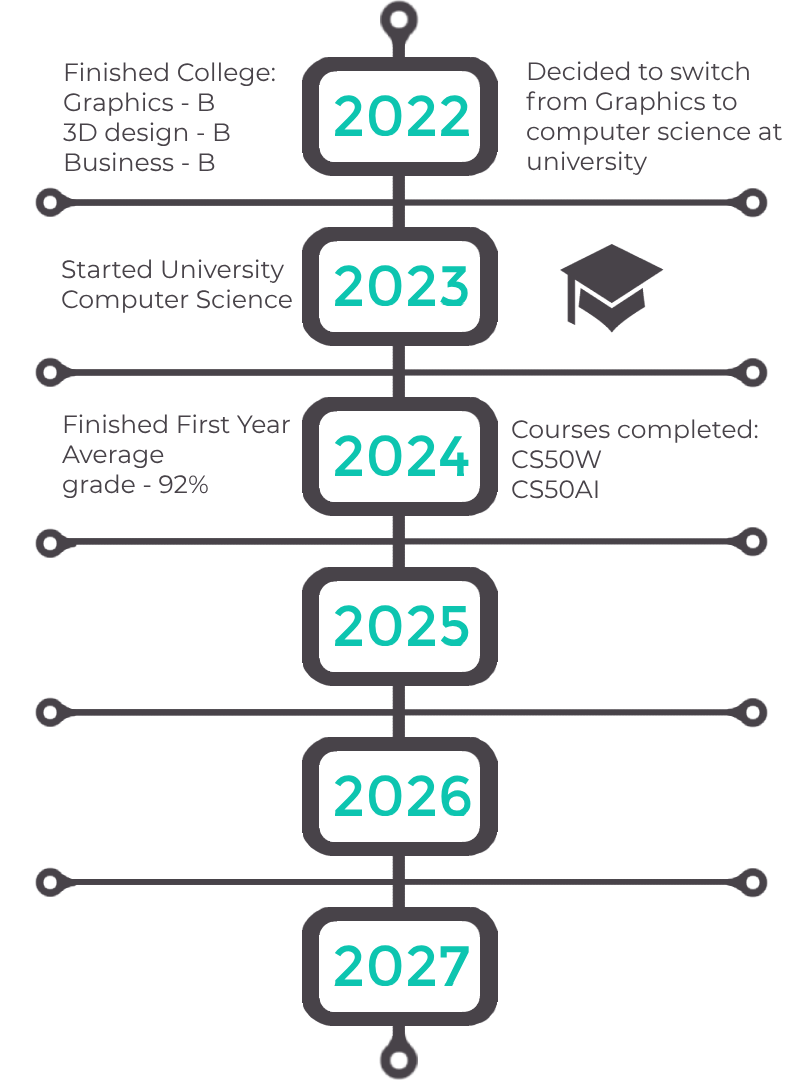 Finished College:
Graphics - B
3D design - B
Business - B
2022
Decided to switch
from Graphics to
computer science at
university
Started University
Computer Science
2023
Finished First Year
Average
grade - 92%
2024
Courses completed:
CS50W
CS50AI
2025
2026
2027